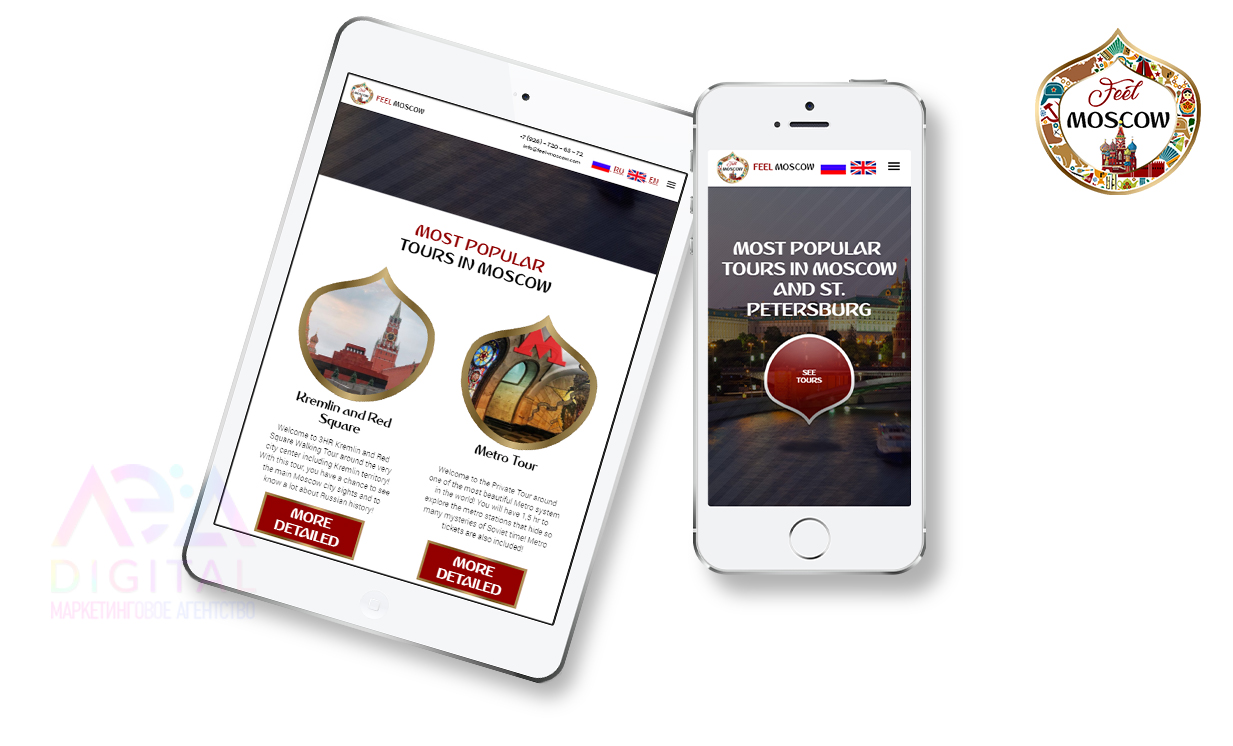 Feel
MOSCOW
FEEL MOSCOW
+7 (926) - 720 - 63 - 72
info@feelmoscow.com
RU
EN
MOST POPULAR
TOURS IN MOSCOW
Kremlin and Red
Square
Welcome to 3HR Kremlin and Red
Square Walking Tour around the very
city center including Kremlin territory!
With this tour, you have a chance to see
the main Moscow city sights and to
know a lot about Russian history!
MORE
DETAILED
Metro Tour
Welcome to the Private Tour around
one of the most beautiful Metro system
in the world! You will have 1,5 hr to
explore the metro stations that hide so
many mysteries of Soviet time! Metro
tickets are also included!
MORE
DETAILED
Feel
MOSCOW
FEEL MOSCOW
MOST POPULAR
TOURS IN MOSCOW
AND ST.
PETERSBURG
SEE
TOURS
Feel
MOSCOW
DIGITAL
МАРКЕТИНГОВОЕ АГЕНТСТВО